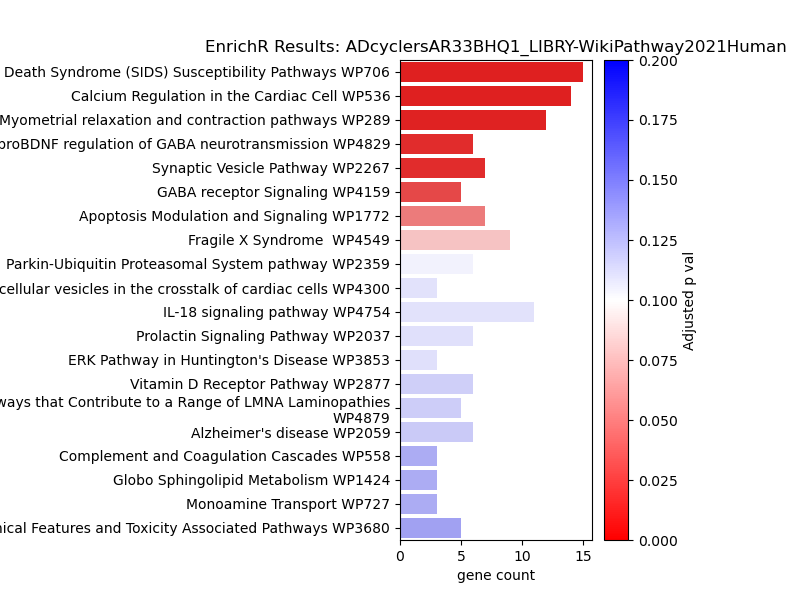 EnrichR Results: ADcyclersAR33BHQ1_LIBRY-WikiPathway2021Human
Death Syndrome (SIDS) Susceptibility Pathways WP706
Calcium Regulation in the Cardiac Cell WP536
Myometrial relaxation and contraction pathways WP289
proBDNF regulation of GABA neurotransmission WP4829
Synaptic Vesicle Pathway WP2267
GABA receptor Signaling WP4159
Apoptosis Modulation and Signaling WP1772
Fragile X Syndrome  WP4549
Parkin-Ubiquitin Proteasomal System pathway WP2359
cellular vesicles in the crosstalk of cardiac cells WP4300
IL-18 signaling pathway WP4754
Prolactin Signaling Pathway WP2037
ERK Pathway in Huntington's Disease WP3853
Vitamin D Receptor Pathway WP2877
ways that Contribute to a Range of LMNA Laminopathies
WP4879
Alzheimer's disease WP2059
Complement and Coagulation Cascades WP558
Globo Sphingolipid Metabolism WP1424
Monoamine Transport WP727
nical Features and Toxicity Associated Pathways WP3680
0 5 10 15
gene count
0.200
0.175
0.150
0.125
0.100
0.075
0.050
0.025
0.000
Adjusted p val